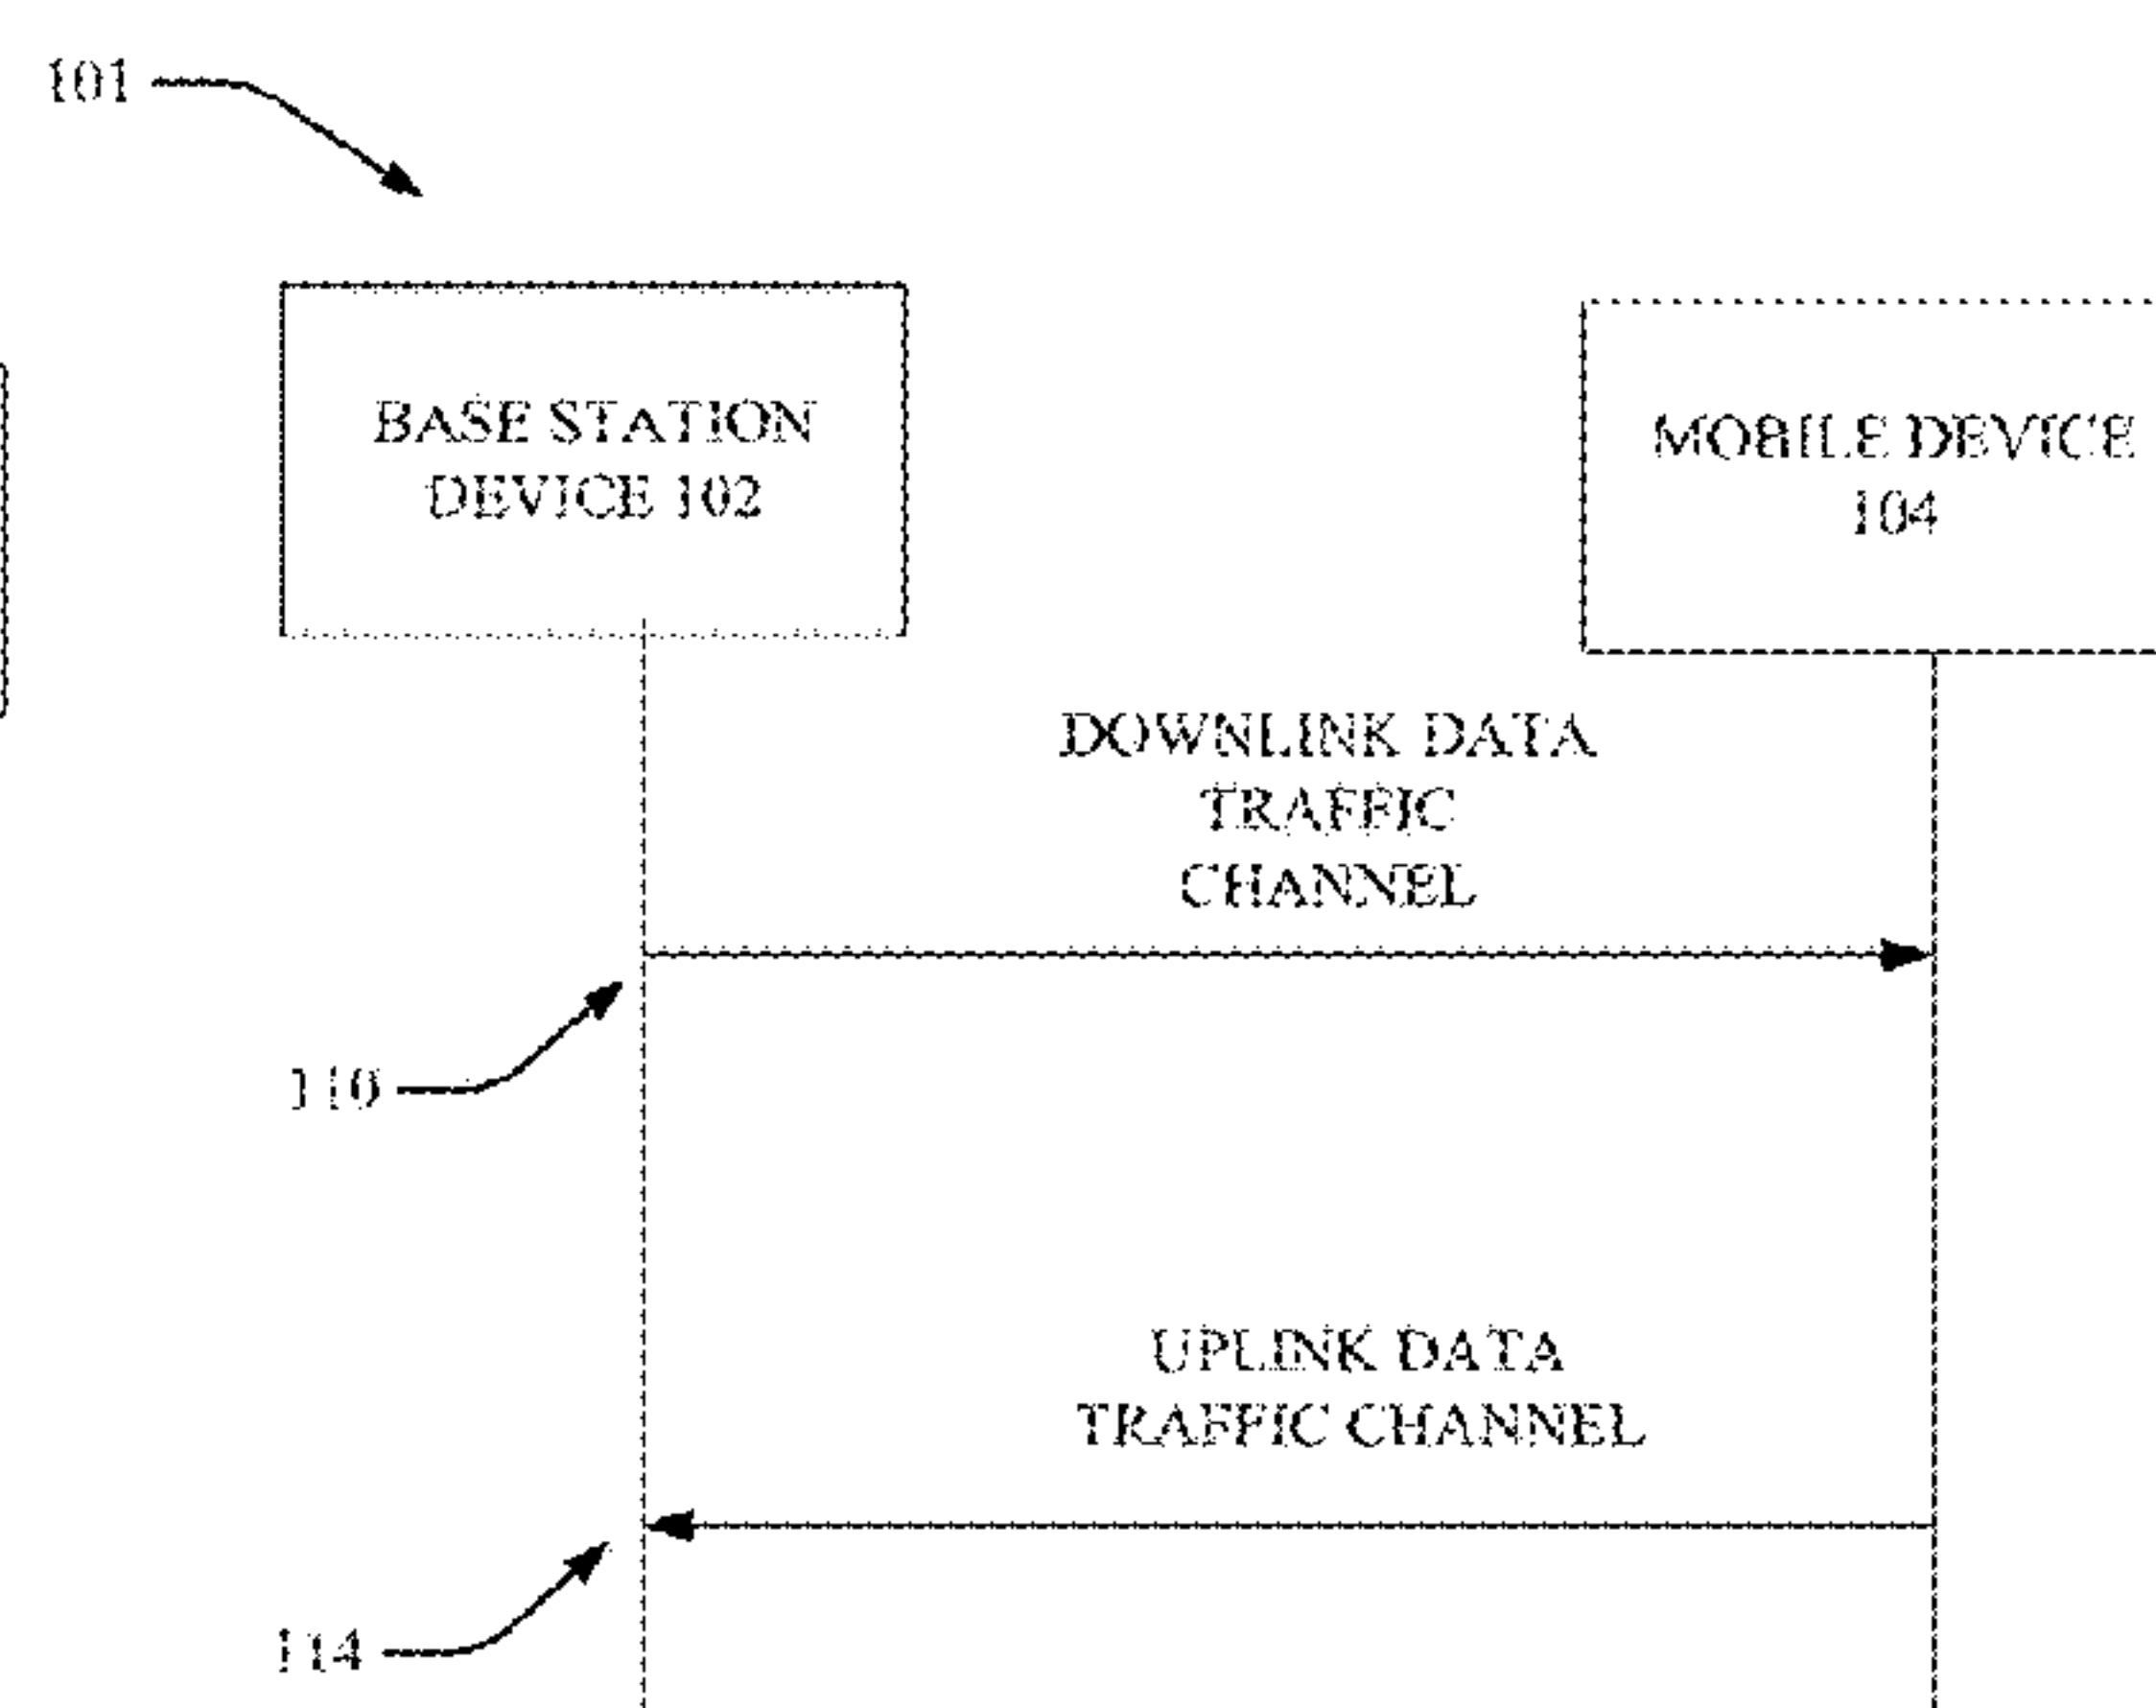 101
BASE STATION
DEVICE 102
MOBILE DEVICE
104
DOWNLINK DATA
TRAFFIC
CHANNEL
110
UPLINK DATA
TRAFFIC CHANNEL
114